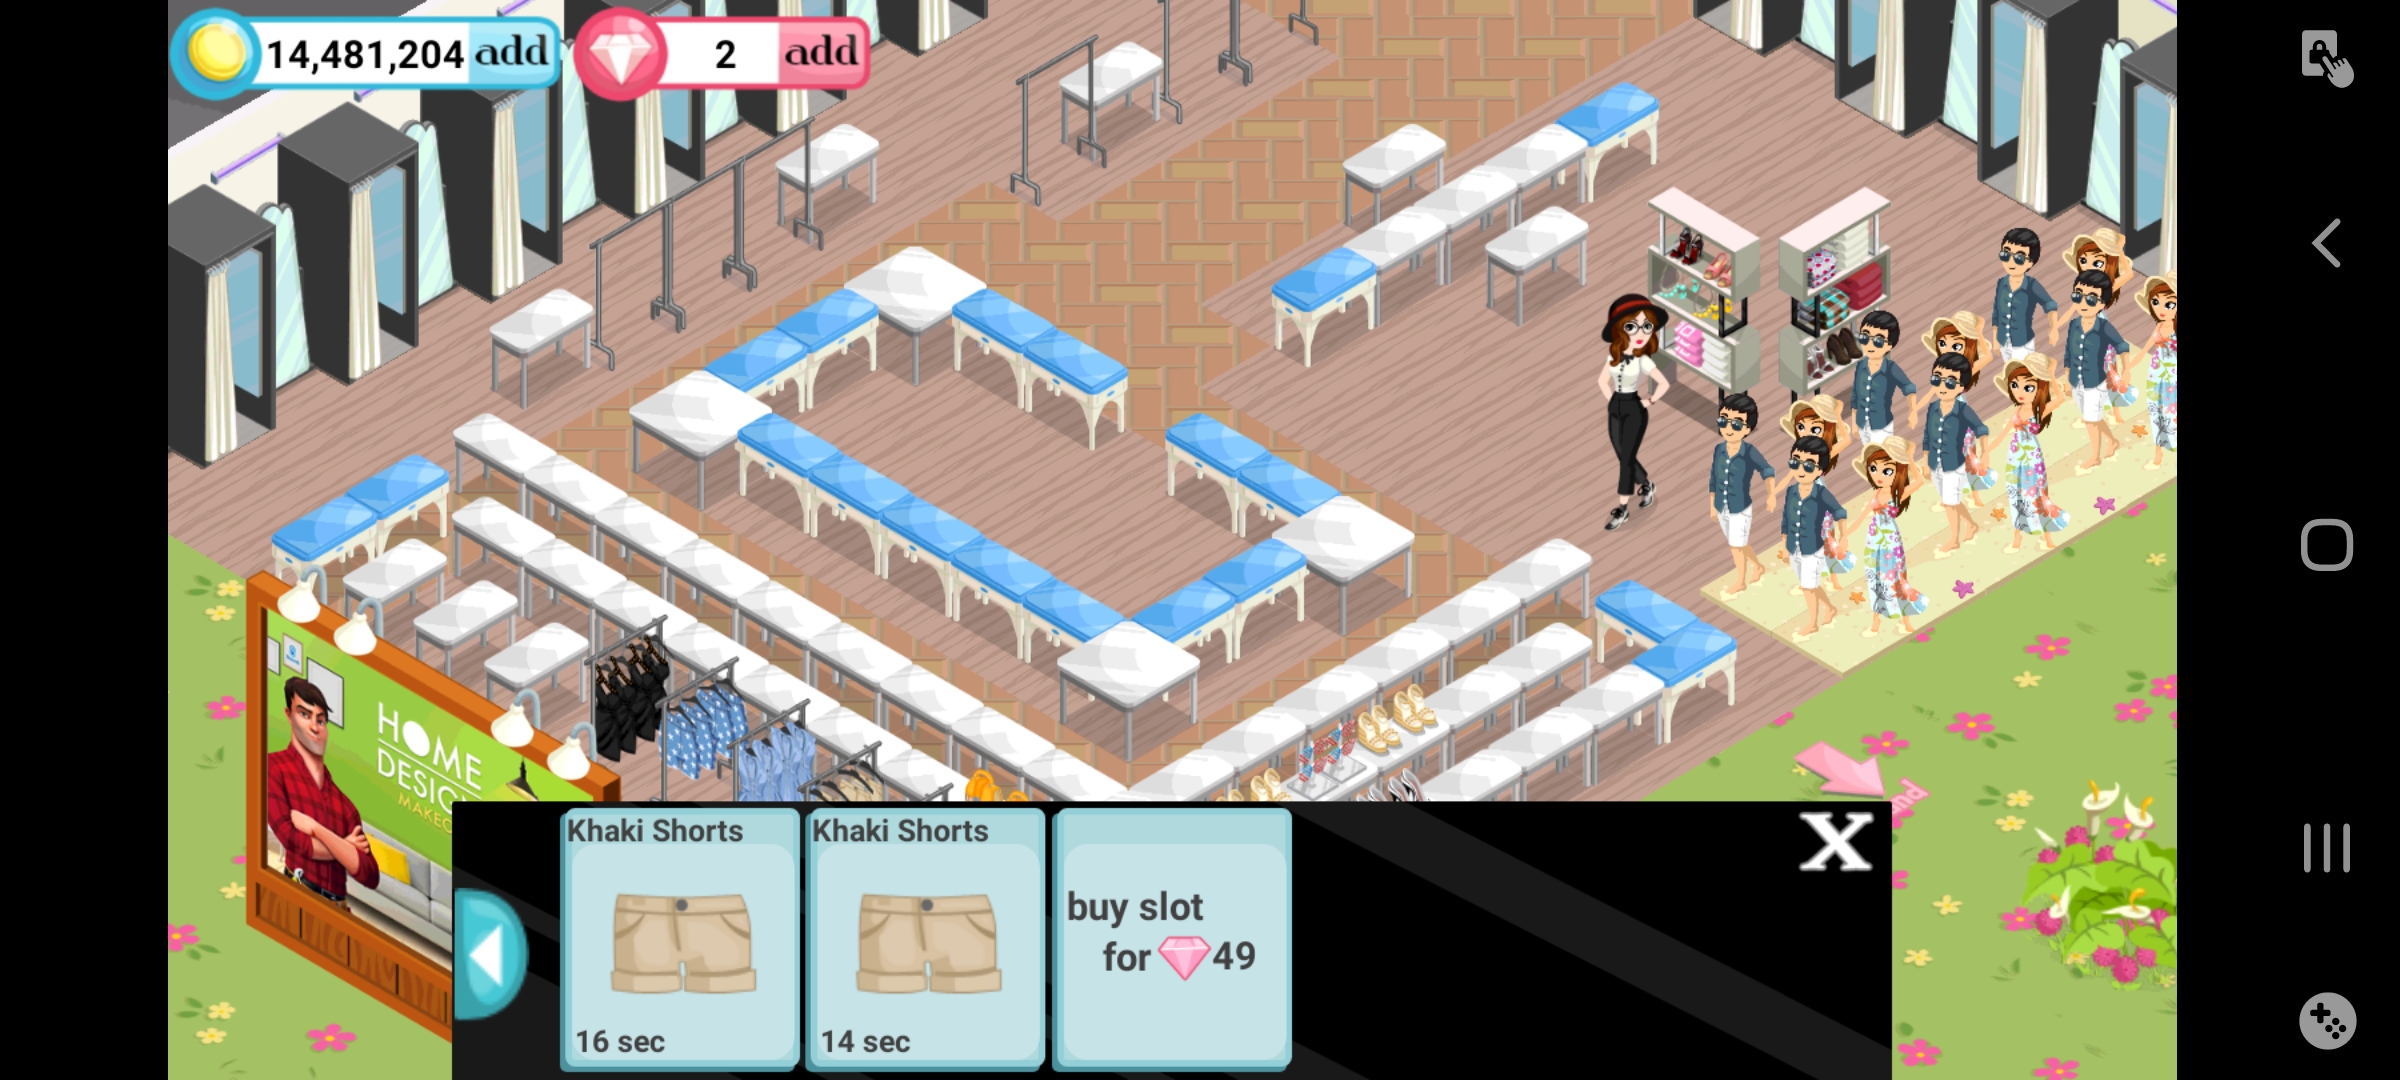 14,481,204 add
2 add
HOME
DESIGN
Khaki Shorts
16 sec
Khaki Shorts
14 sec
buy slot
for 49
X